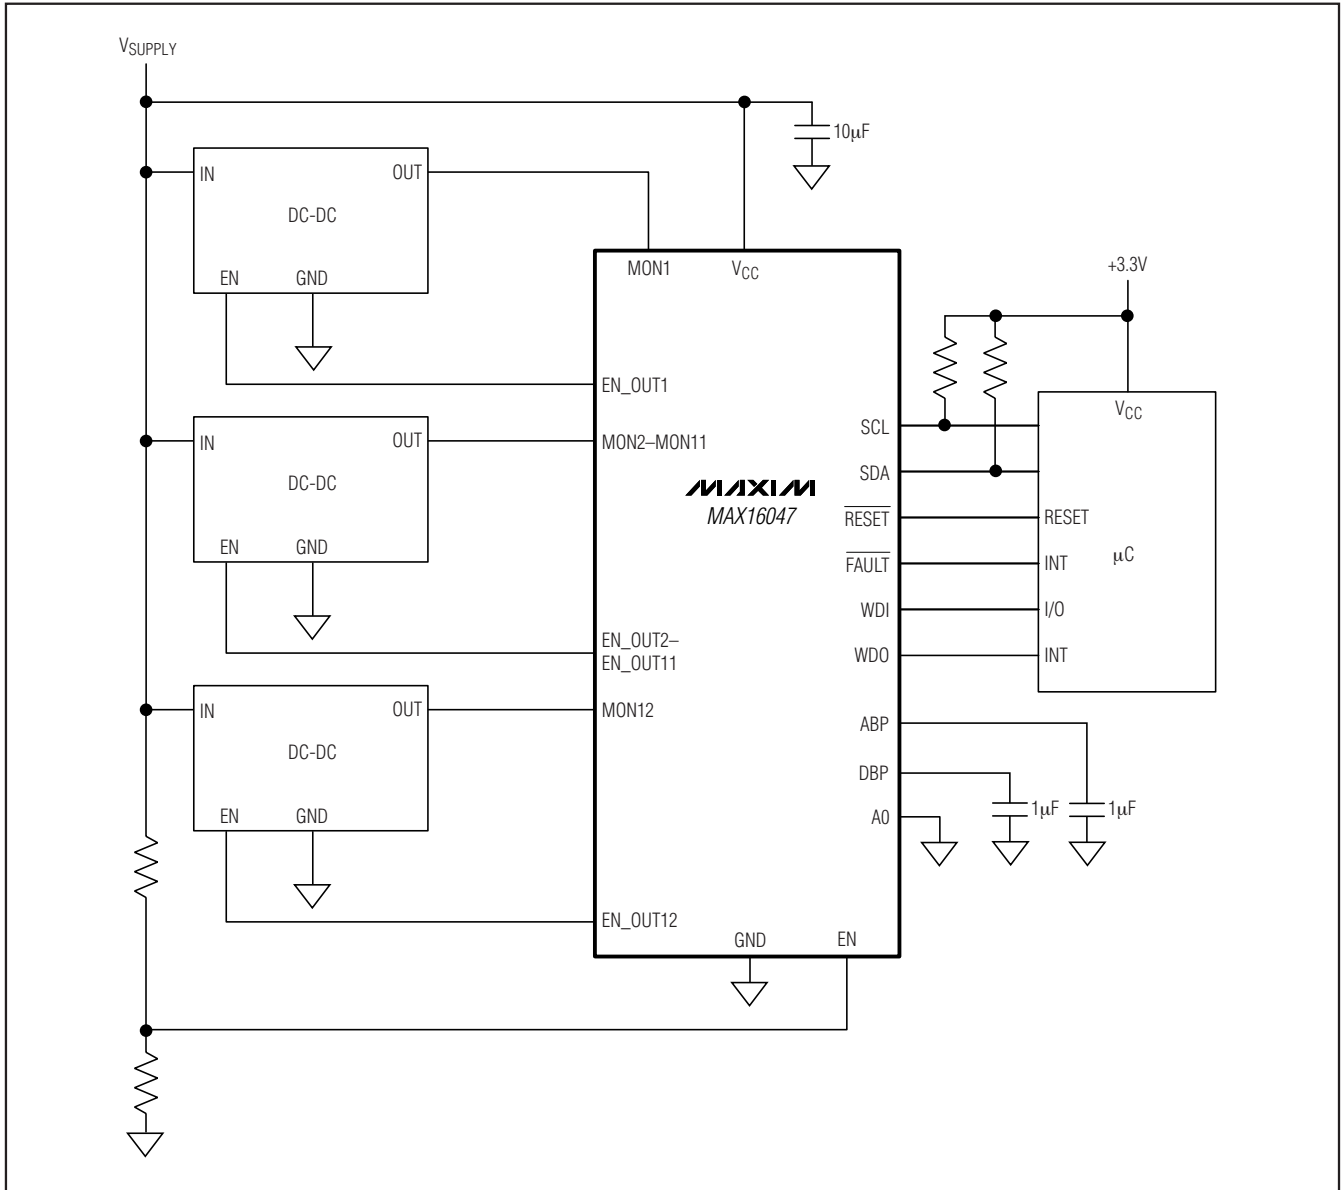 VSUPPLY
10μF
IN
OUT
DC-DC
EN
GND
MON1
VCC
+3.3V
EN_OUT1
VCC
IN
OUT
MON2–MON11
SCL
DC-DC
SDA
MAXIM
MAX16047
RESET
RESET
EN
GND
FAULT
INT
μC
WDI
I/O
EN_OUT2–
EN_OUT11
WDO
INT
IN
OUT
MON12
ABP
DC-DC
DBP
1μF
1μF
EN
GND
A0
EN_OUT12
GND
EN